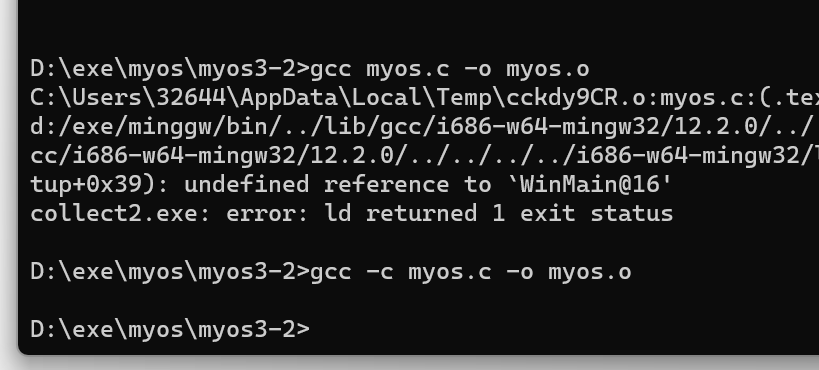 D:\exe\myos\myos3-2>gcc myos.c -o myos.o
C:\Users\32644\AppData\Local\Temp\cckdy9CR.o:myos.c:(.tex
d:/exe/minggw/bin/../lib/gcc/i686-w64-mingw32/12.2.0/../
cc/i686-w64-mingw32/12.2.0/../../../../i686-w64-mingw32/l
tup+0x39): undefined reference to `WinMain@16'
collect2.exe: error: ld returned 1 exit status
D:\exe\myos\myos3-2>gcc -c myos.c -o myos.o
D:\exe\myos\myos3-2>